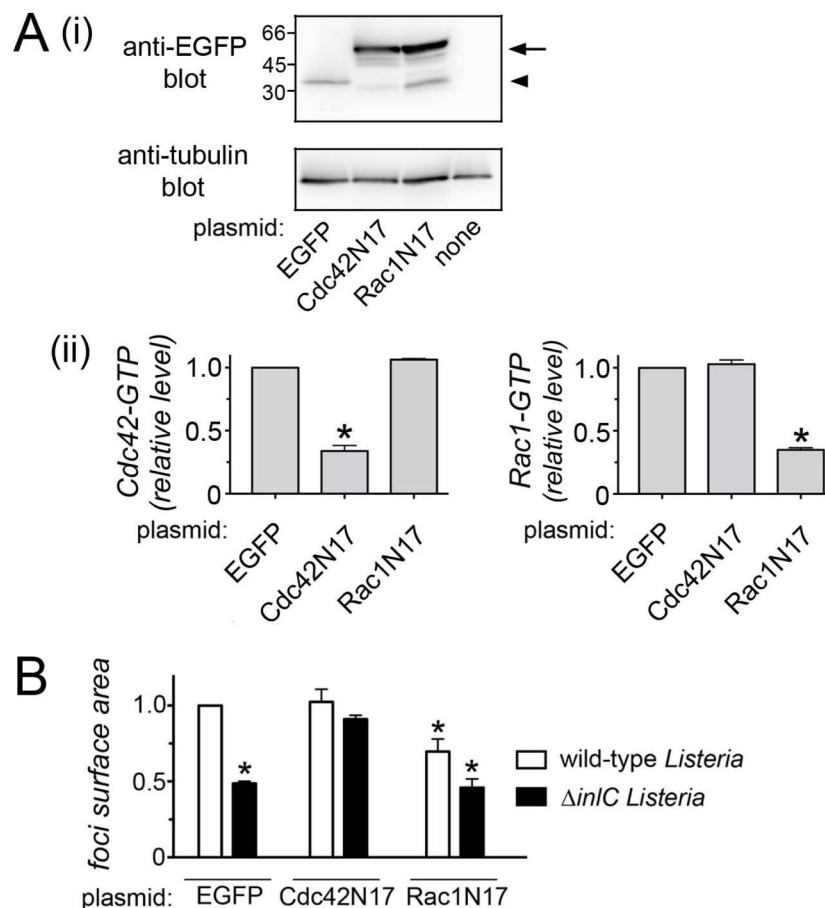 A (i)
anti-EGFP
blot
66
45
30
anti-tubulin
blot
plasmid:
EGFP
Cdc42N17
Rac1N17
none
(ii)
Cdc42-GTP
(relative level)
1.0
0.5
0
*
plasmid:
EGFP
Cdc42N17
Rac1N17
Rac1-GTP
(relative level)
1.0
0.5
0
*
plasmid:
EGFP
Cdc42N17
Rac1N17
B
foci surface area
1.0
0.5
0
*
*
*
wild-type Listeria
ΔinlC Listeria
plasmid: EGFP Cdc42N17 Rac1N17